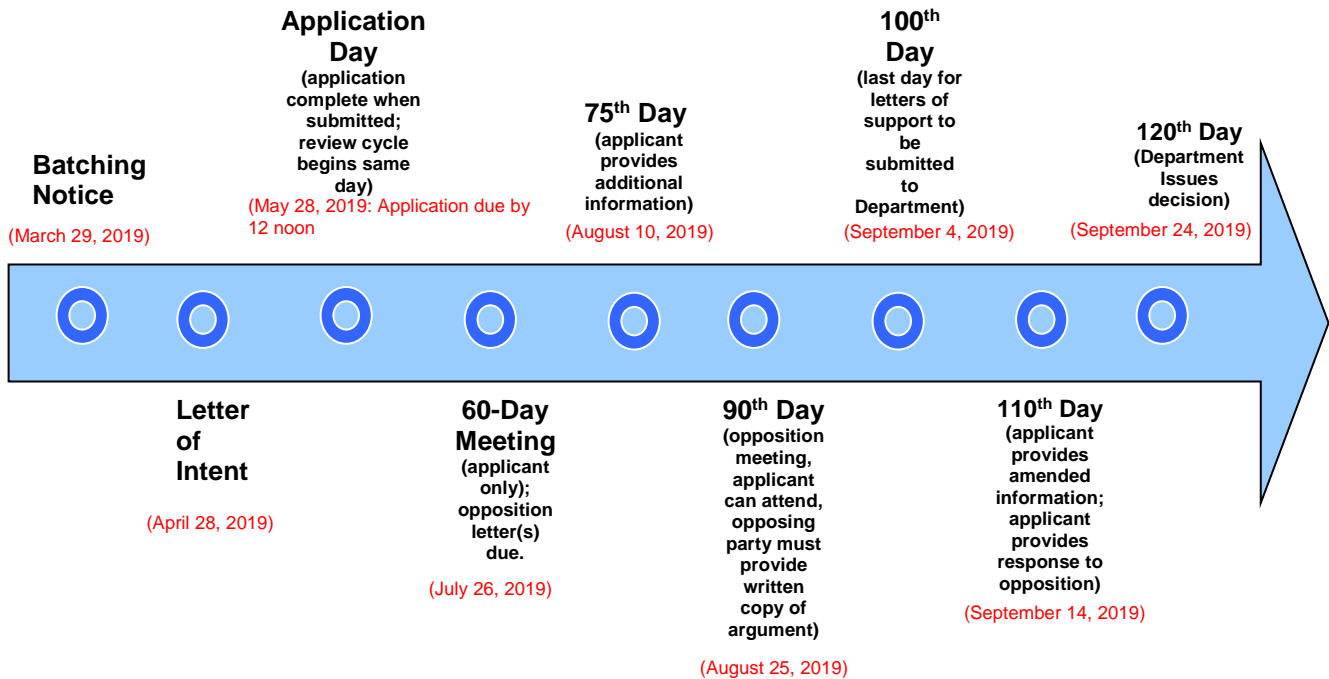 Batching
Notice
(March 29, 2019)
Letter
of
Intent
(April 28, 2019)
Application
Day
(application
complete when
submitted;
review cycle
begins same
day)
(May 28, 2019: Application due by
12 noon
60-Day
Meeting
(applicant
only);
opposition
letter(s)
due.
(July 26, 2019)
75th Day
(applicant
provides
additional
information)
(August 10, 2019)
90th Day
(opposition
meeting,
applicant
can attend,
opposing
party must
provide
written
copy of
argument)
(August 25, 2019)
100th
Day
(last day for
letters of
support to
be
submitted
to
Department)
(September 4, 2019)
110th Day
(applicant
provides
amended
information;
applicant
provides
response to
opposition)
(September 14, 2019)
120th Day
(Department
Issues
decision)
(September 24, 2019)